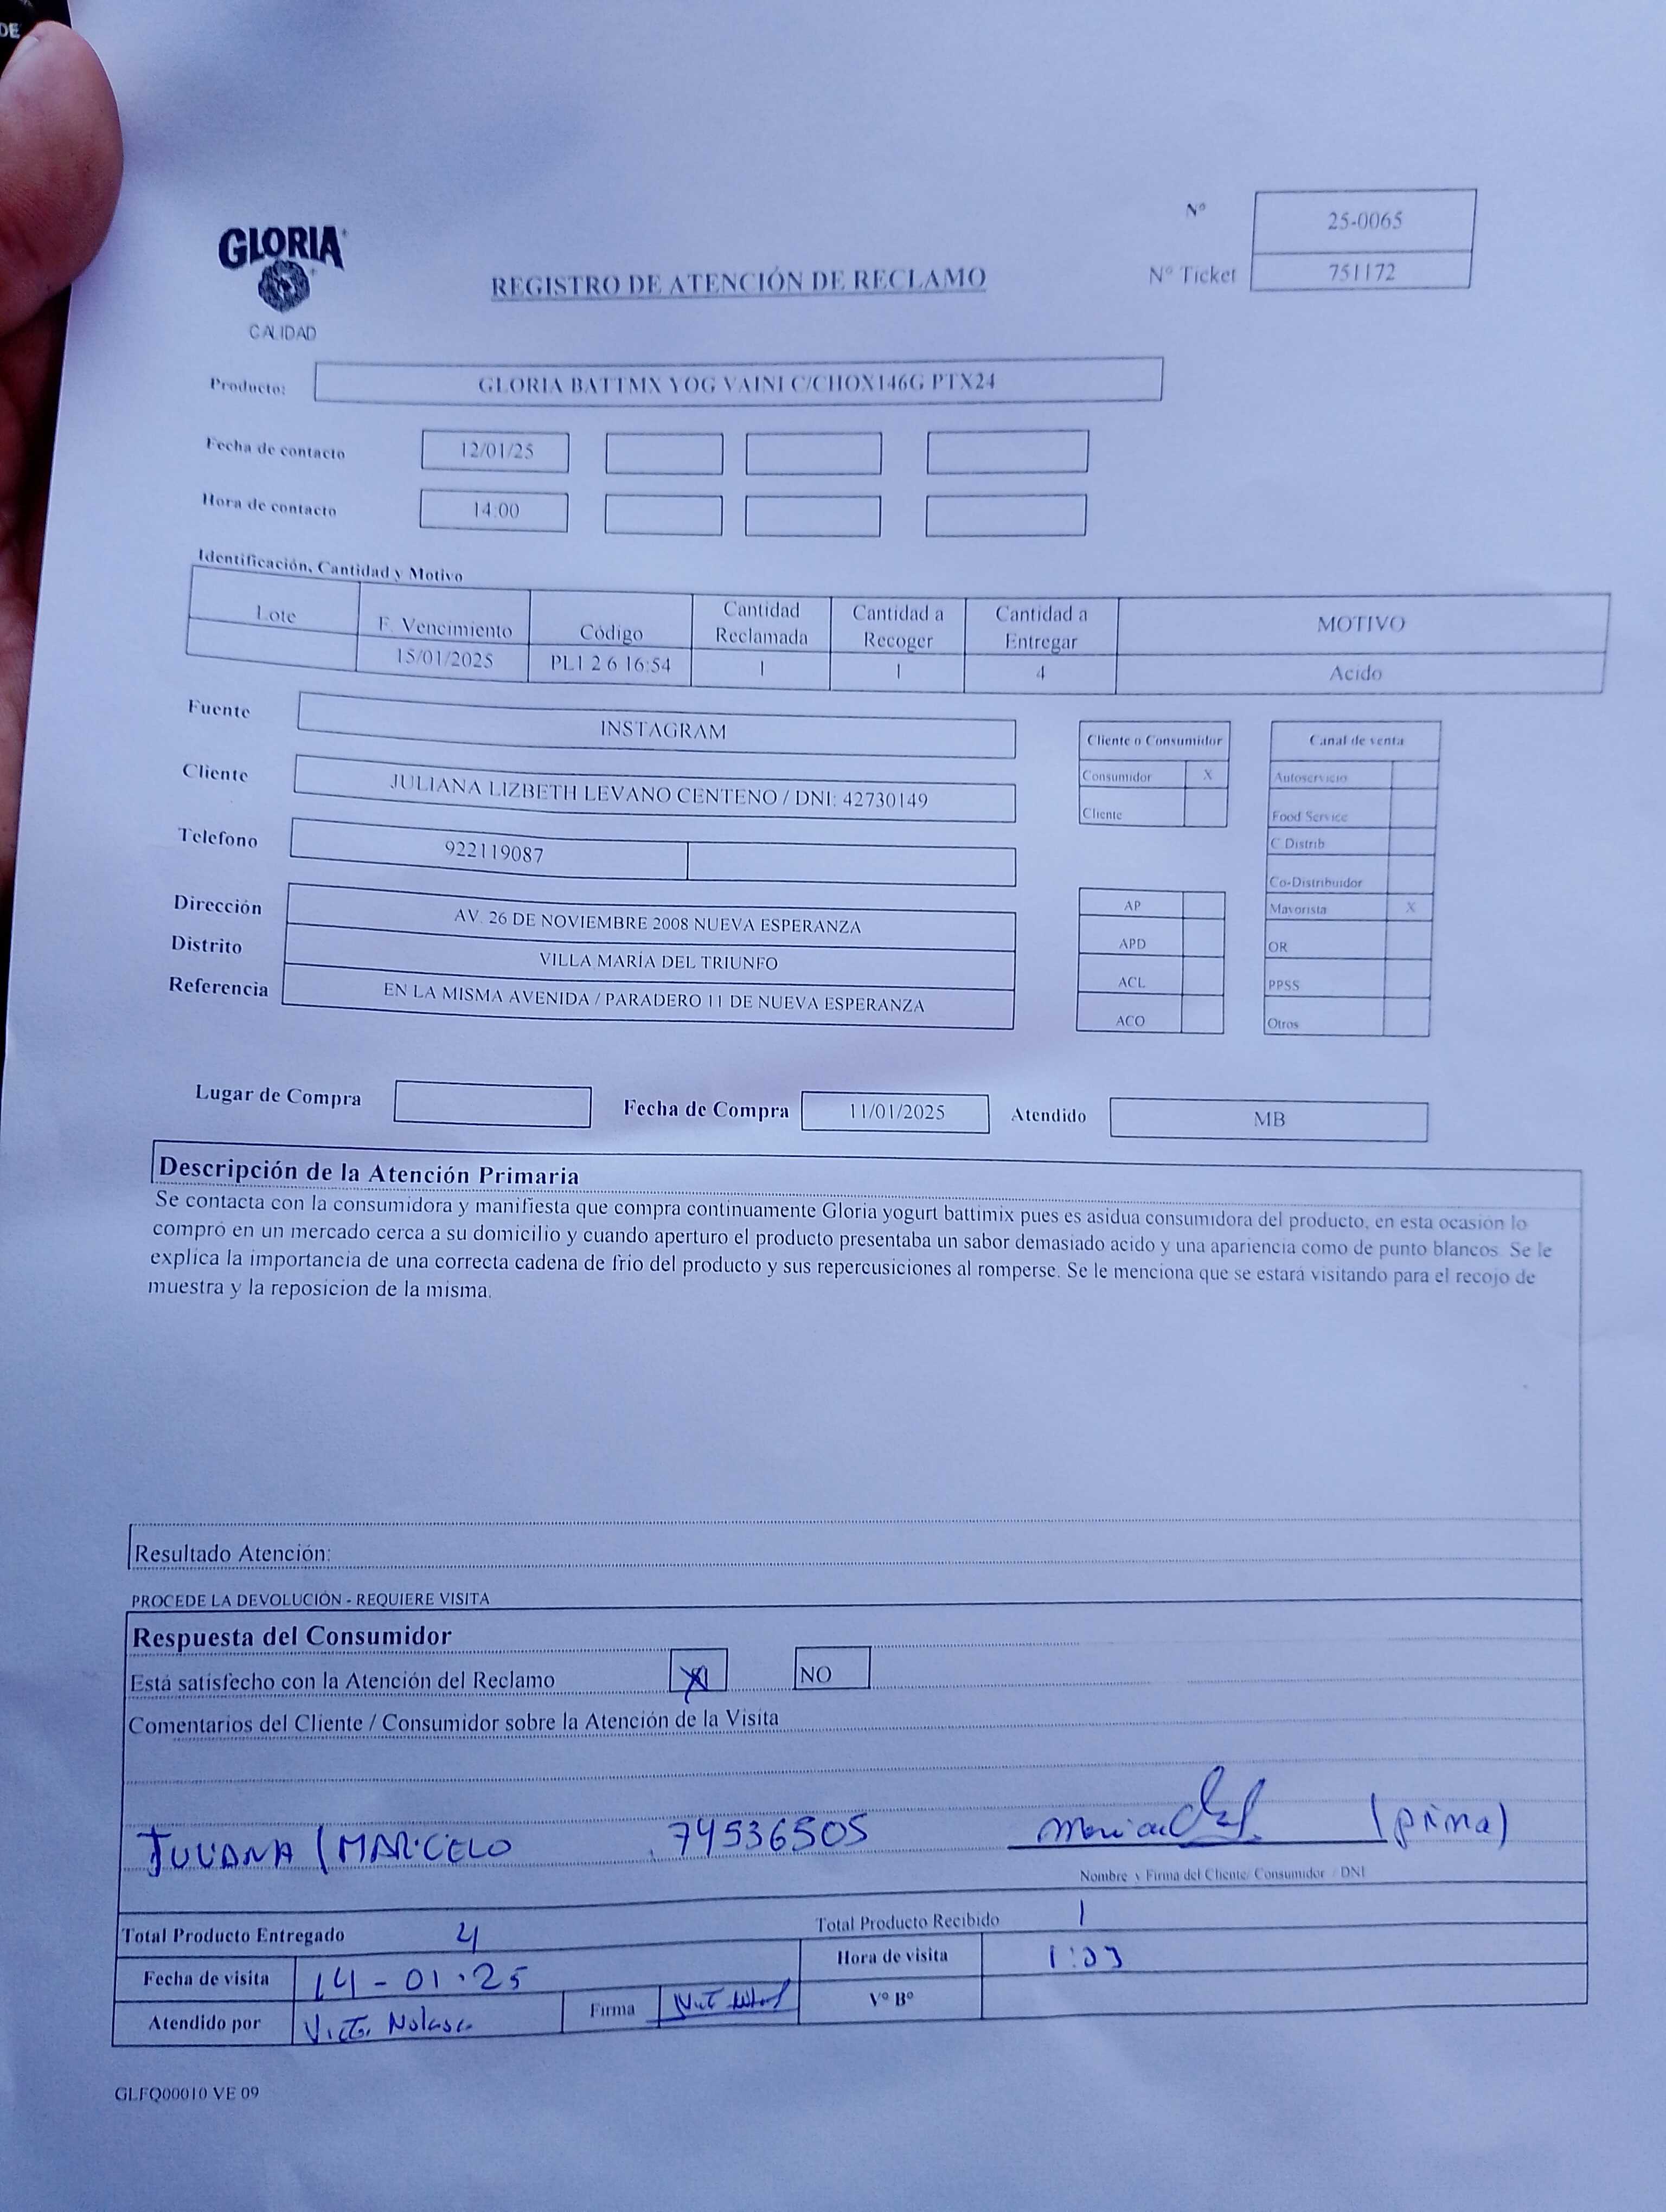 DE
GLORIA
CALIDAD
REGISTRO DE ATENCIÓN DE RECLAMO
Nº 25-0065
Nº Ticket 751172
Producto: GLORIA BATTMX YOG VAINI C/CHOX146G PTX24
Fecha de contacto 12/01/25
Hora de contacto 14:00
Identificación, Cantidad y Motivo
Lote F. Vencimiento Código Cantidad Reclamada Cantidad a Recoger Cantidad a Entregar MOTIVO
15/01/2025 PL1 2 6 16:54 1 1 4 Acido
Fuente INSTAGRAM
Cliente JULIANA LIZBETH LEVANO CENTENO / DNI: 42730149
Telefono 922119087
Dirección AV. 26 DE NOVIEMBRE 2008 NUEVA ESPERANZA
Distrito VILLA MARÍA DEL TRIUNFO
Referencia EN LA MISMA AVENIDA / PARADERO 11 DE NUEVA ESPERANZA
Cliente o Consumidor
Consumidor X
Cliente
AP
APD
ACL
ACO
Canal de venta
Autoservicio
Food Service
C Distrib
Co-Distribuidor
Mayorista X
OR
PPSS
Otros
Lugar de Compra Fecha de Compra 11/01/2025 Atendido MB
Descripción de la Atención Primaria
Se contacta con la consumidora y manifiesta que compra continuamente Gloria yogurt battimix pues es asidua consumidora del producto, en esta ocasión lo
compró en un mercado cerca a su domicilio y cuando aperturo el producto presentaba un sabor demasiado acido y una apariencia como de punto blancos. Se le
explica la importancia de una correcta cadena de frio del producto y sus repercusiciones al romperse. Se le menciona que se estará visitando para el recojo de
muestra y la reposicion de la misma.
Resultado Atención:
PROCEDE LA DEVOLUCIÓN - REQUIERE VISITA
Respuesta del Consumidor
Está satisfecho con la Atención del Reclamo X NO
Comentarios del Cliente / Consumidor sobre la Atención de la Visita
JULIANA / MARCELO 74536505 (prima)
Nombre y Firma del Cliente/ Consumidor / DNI
Total Producto Entregado 4 Total Producto Recibido 1
Fecha de visita 14-01-25 Hora de visita 1:03
Atendido por Victor Nolasco Firma Vº Bº
GLFQ00010 VE 09